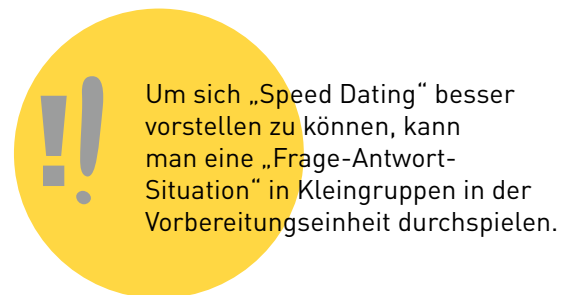 !!
Um sich „Speed Dating“ besser
vorstellen zu können, kann
man eine „Frage-Antwort-
Situation“ in Kleingruppen in der
Vorbereitungseinheit durchspielen.